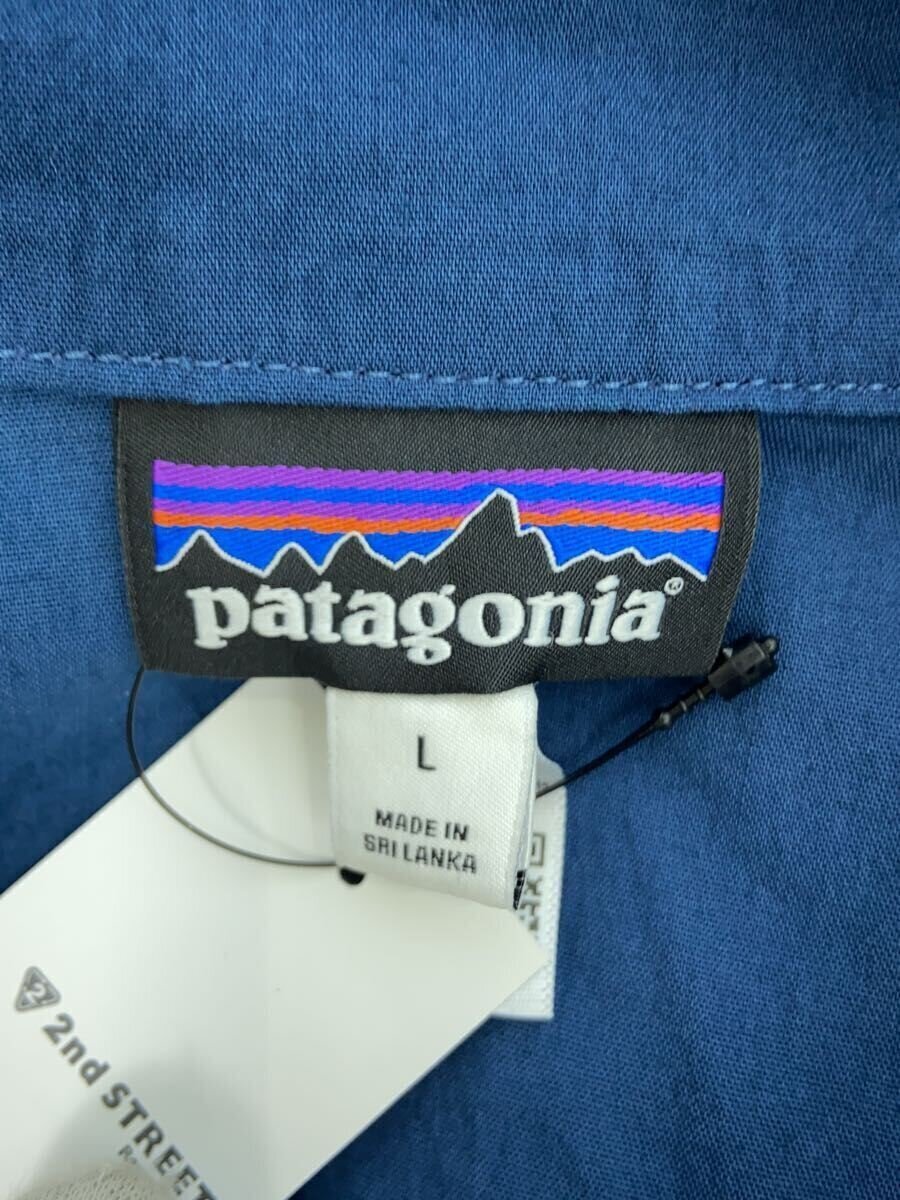 patagonia®
L
MADE IN
SRI LANKA
2nd STREET